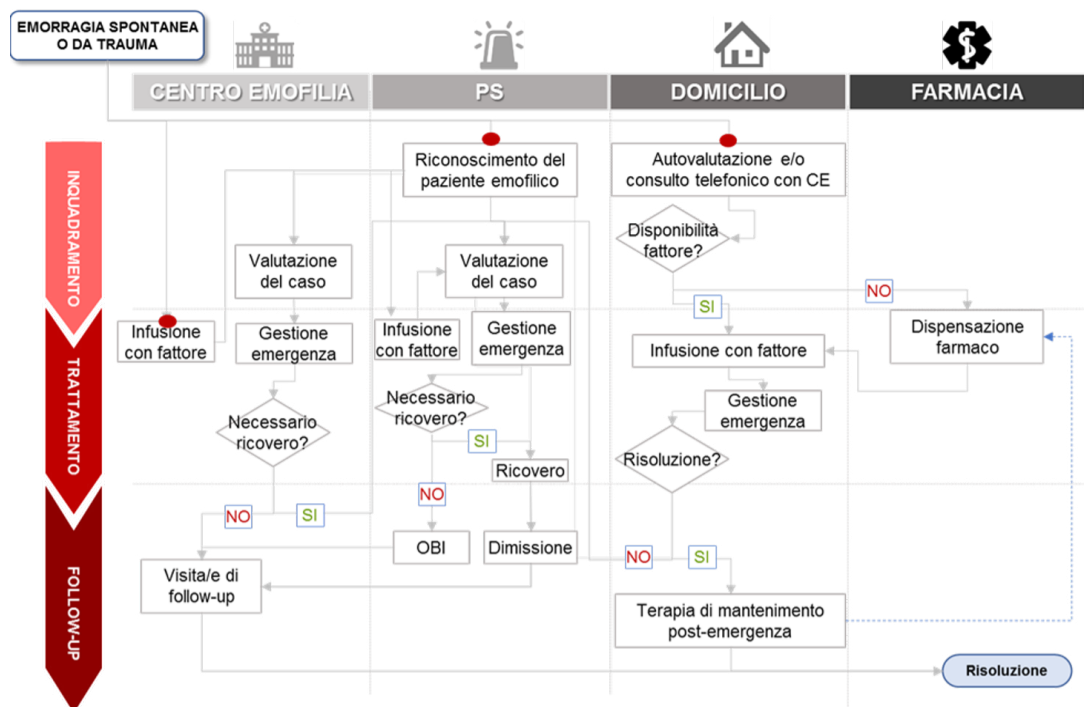 EMORRAGIA SPONTANEA
O DA TRAUMA
CENTRO EMOFILIA
PS
DOMICILIO
FARMACIA
INQUADRAMENTO
Riconoscimento del
paziente emofilico
Autovalutazione e/o
consulto telefonico con CE
Disponibilità
fattore?
Valutazione
del caso
Valutazione
del caso
NO
SI
TRATTAMENTO
Infusione
con fattore
Gestione
emergenza
Infusione
con fattore
Gestione
emergenza
Infusione con fattore
Dispensazione
farmaco
Necessario
ricovero?
Necessario
ricovero?
Gestione
emergenza
SI
Ricovero
Risoluzione?
FOLLOW-UP
NO
SI
NO
OBI
Dimissione
NO
SI
Visita/e di
follow-up
Terapia di mantenimento
post-emergenza
Risoluzione